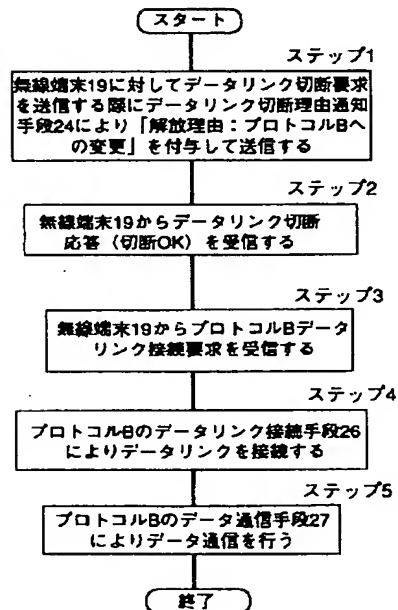 スタート
ステップ1
無線端末19に対してデータリンク切断要求
を送信する際にデータリンク切断理由通知
手段24により「解放理由：プロトコルBへ
の変更」を付与して送信する
ステップ2
無線端末19からデータリンク切断
応答（切断OK）を受信する
ステップ3
無線端末19からプロトコルBデータ
リンク接続要求を受信する
ステップ4
プロトコルBのデータリンク接続手段26
によりデータリンクを接続する
ステップ5
プロトコルBのデータ通信手段27
によりデータ通信を行う
終了